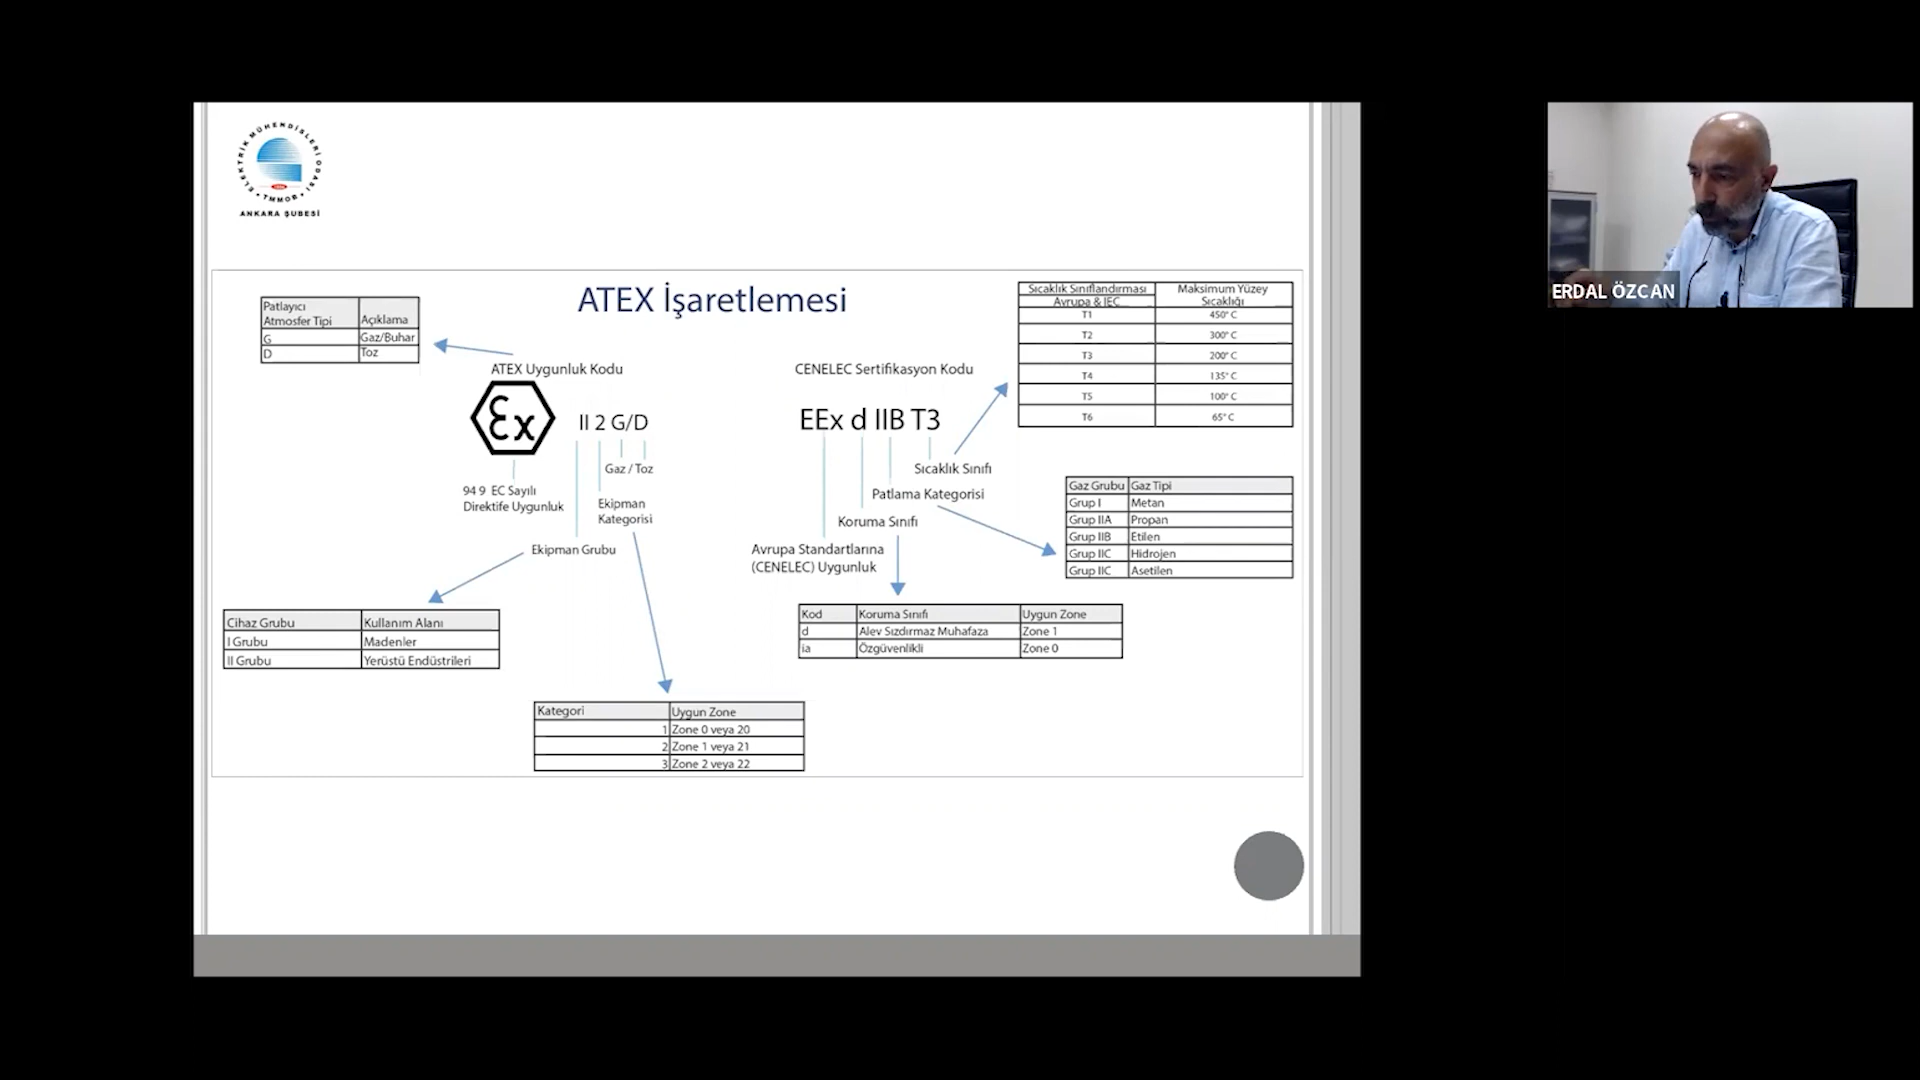 ELEKTRİK MÜHENDİSLERİ ODASI
TMMOB
ANKARA ŞUBESİ
ATEX İşaretlemesi
Patlayıcı
Atmosfer Tipi Açıklama
G Gaz/Buhar
D Toz
ATEX Uygunluk Kodu
Ex
II 2 G/D
Gaz / Toz
94 9 EC Sayılı
Direktife Uygunluk
Ekipman
Kategorisi
Ekipman Grubu
Cihaz Grubu Kullanım Alanı
I Grubu Madenler
II Grubu Yerüstü Endüstrileri
Kategori Uygun Zone
1 Zone 0 veya 20
2 Zone 1 veya 21
3 Zone 2 veya 22
CENELEC Sertifikasyon Kodu
EEx d IIB T3
Sıcaklık Sınıfı
Patlama Kategorisi
Koruma Sınıfı
Avrupa Standartlarına
(CENELEC) Uygunluk
Sıcaklık Sınıflandırması Maksimum Yüzey
Avrupa & IEC Sıcaklığı
T1 450° C
T2 300° C
T3 200° C
T4 135° C
T5 100° C
T6 65° C
Gaz Grubu Gaz Tipi
Grup I Metan
Grup IIA Propan
Grup IIB Etilen
Grup IIC Hidrojen
Grup IIC Asetilen
Kod Koruma Sınıfı Uygun Zone
d Alev Sızdırmaz Muhafaza Zone 1
ia Özgüvenlikli Zone 0
ERDAL ÖZCAN